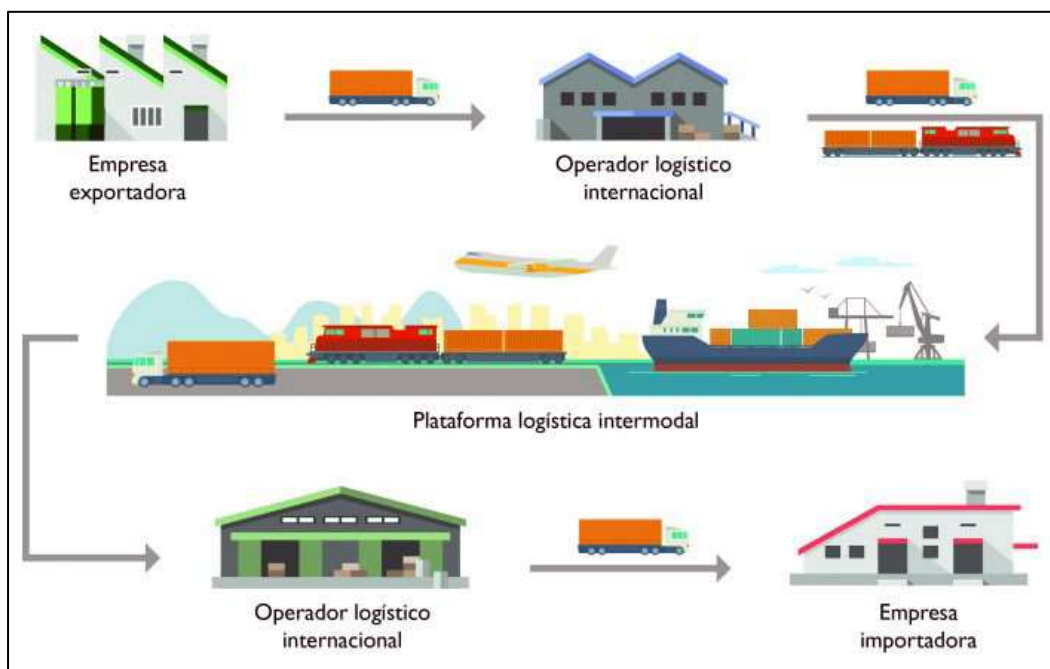 Empresa
exportadora
Operador logístico
internacional
Plataforma logística intermodal
Operador logístico
internacional
Empresa
importadora